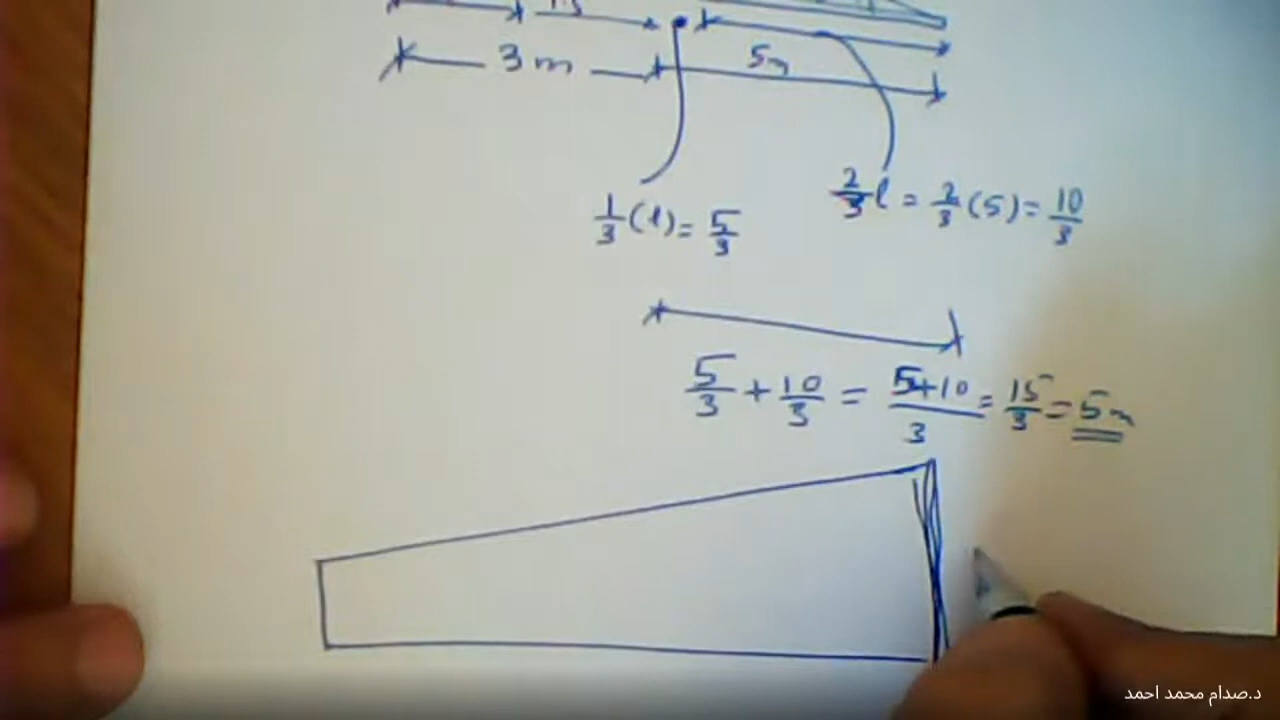 3m
5m
1/3 (l) = 5/3
2/3 l = 2/3 (5) = 10/3
5/3 + 10/3 = 5+10/3 = 15/3 = 5m
د.صدام محمد احمد